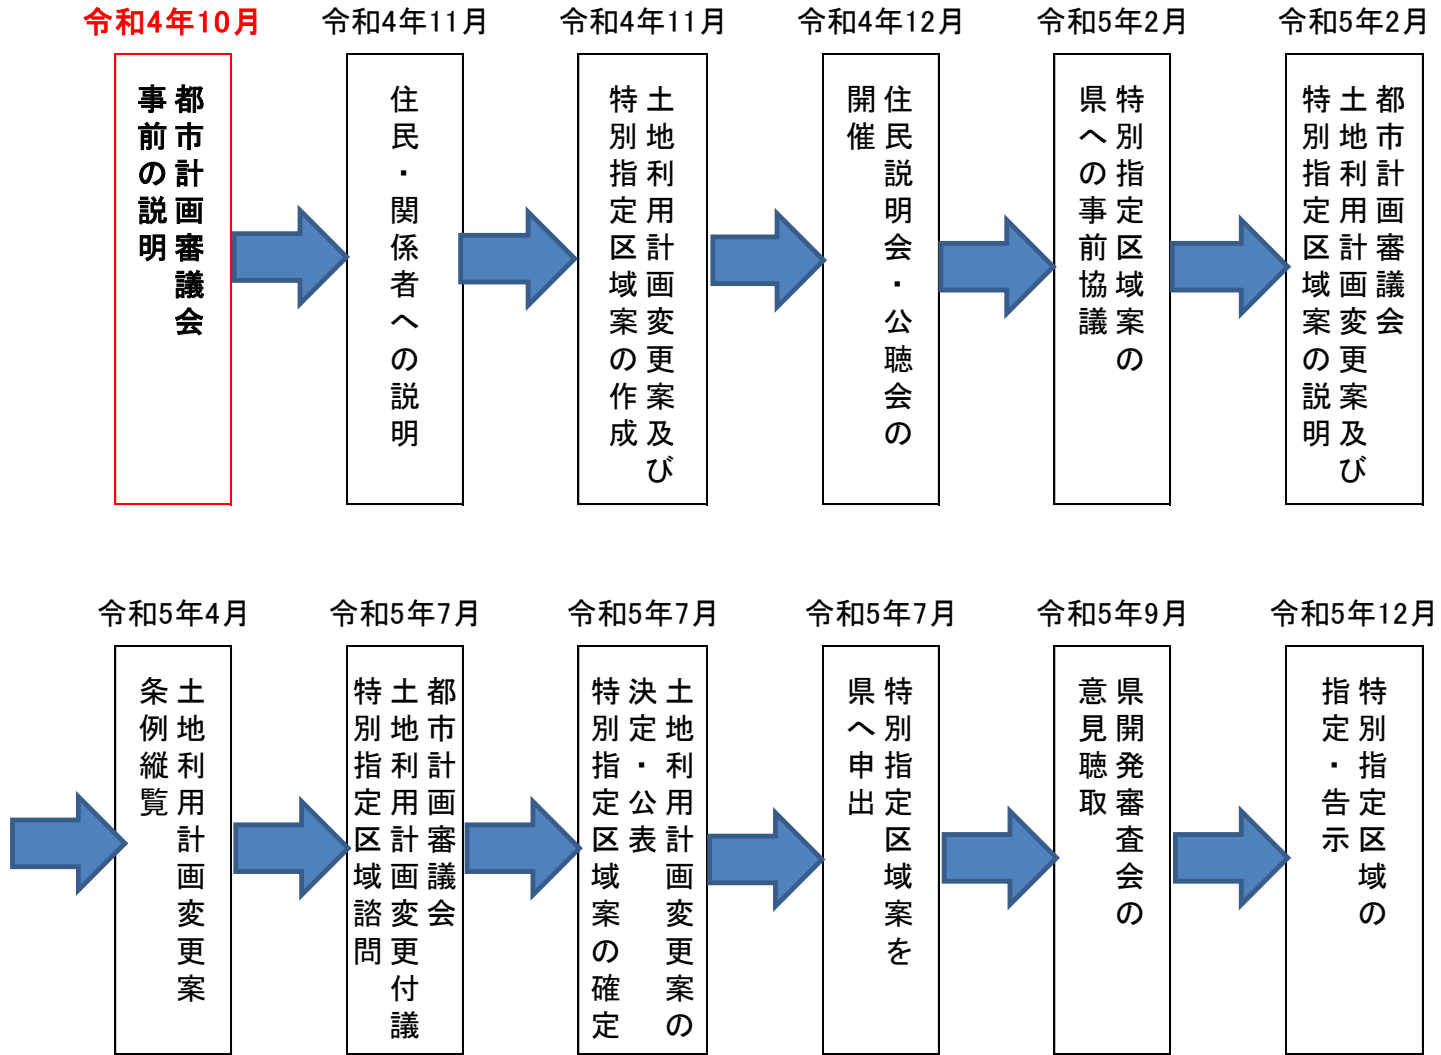 令和4年10月
都市計画審議会
事前の説明
令和4年11月
住民・関係者への説明
令和4年11月
土地利用計画変更案及び
特別指定区域案の作成
令和4年12月
住民説明会・公聴会の
開催
令和5年2月
特別指定区域案の
県への事前協議
令和5年2月
都市計画審議会
土地利用計画変更案及び
特別指定区域案の説明
令和5年4月
土地利用計画変更案
条例縦覧
令和5年7月
都市計画審議会
土地利用計画変更付議
特別指定区域諮問
令和5年7月
土地利用計画変更案の
決定・公表
特別指定区域案の確定
令和5年7月
特別指定区域案を
県へ申出
令和5年9月
県開発審査会の
意見聴取
令和5年12月
特別指定区域の
指定・告示